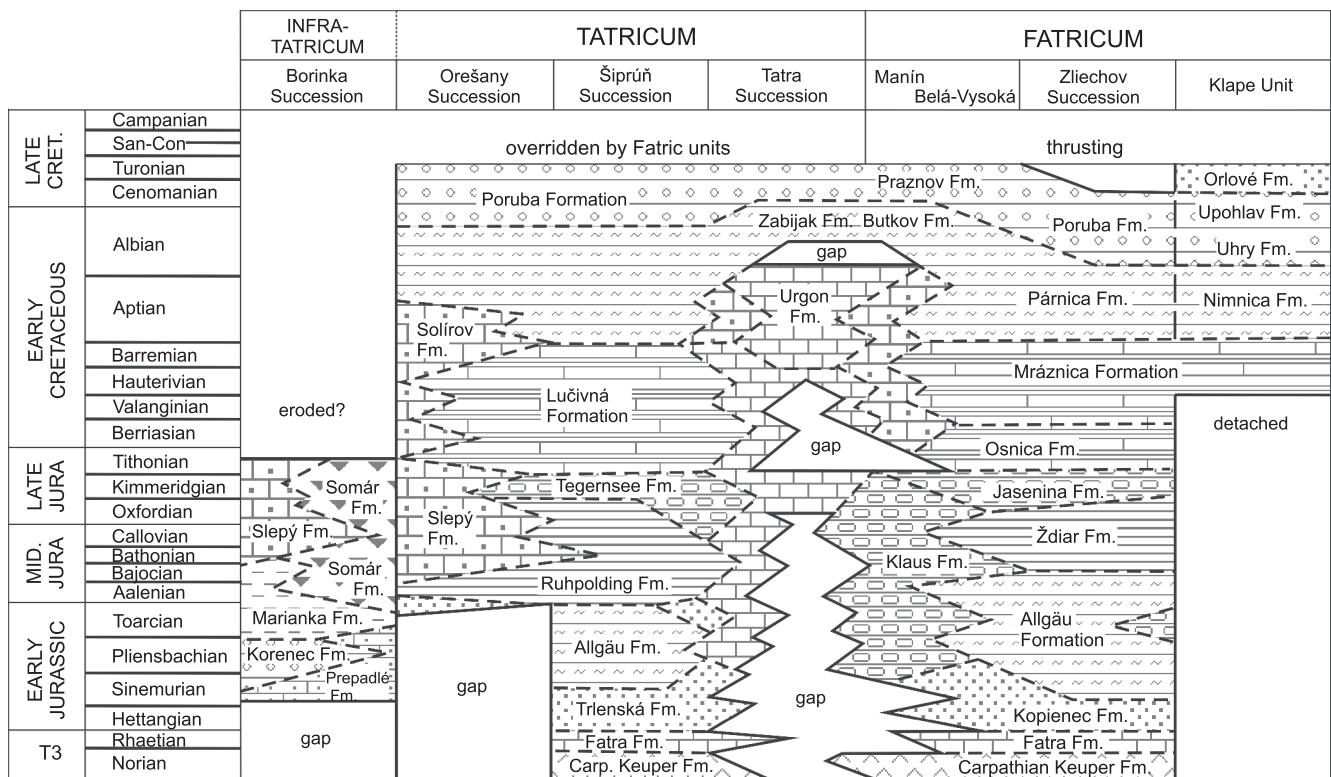 INFRA-
TATRICUM
TATRICUM
FATRICUM
Borinka
Succession
Orešany
Succession
Šiprúň
Succession
Tatra
Succession
Manín
Belá-Vysoká
Zliechov
Succession
Klape Unit
LATE
CRET.
Campanian
San-Con
Turonian
Cenomanian
EARLY
CRETACEOUS
Albian
Aptian
Barremian
Hauterivian
Valanginian
Berriasian
LATE
JURA
Tithonian
Kimmeridgian
Oxfordian
MID.
JURA
Callovian
Bathonian
Bajocian
Aalenian
EARLY
JURASSIC
Toarcian
Pliensbachian
Sinemurian
Hettangian
T3
Rhaetian
Norian
overridden by Fatric units
thrusting
Poruba Formation
Praznov Fm.
Orlové Fm.
Zabijak Fm.
Butkov Fm.
Poruba Fm.
Upohlav Fm.
Uhry Fm.
gap
Urgon
Fm.
Párnica Fm.
Nimnica Fm.
Solírov
Fm.
Mráznica Formation
eroded?
Lučivná
Formation
detached
gap
Osnica Fm.
Somár
Fm.
Tegernsee Fm.
Jasenina Fm.
Slepý Fm.
Slepý
Fm.
Ždiar Fm.
Somár
Fm.
Klaus Fm.
Ruhpolding Fm.
Marianka Fm.
Allgäu
Formation
Korenec Fm.
Allgäu Fm.
Prepadlé
Fm.
gap
gap
Trlenská Fm.
Kopienec Fm.
gap
Fatra Fm.
Fatra Fm.
Carp. Keuper Fm.
Carpathian Keuper Fm.